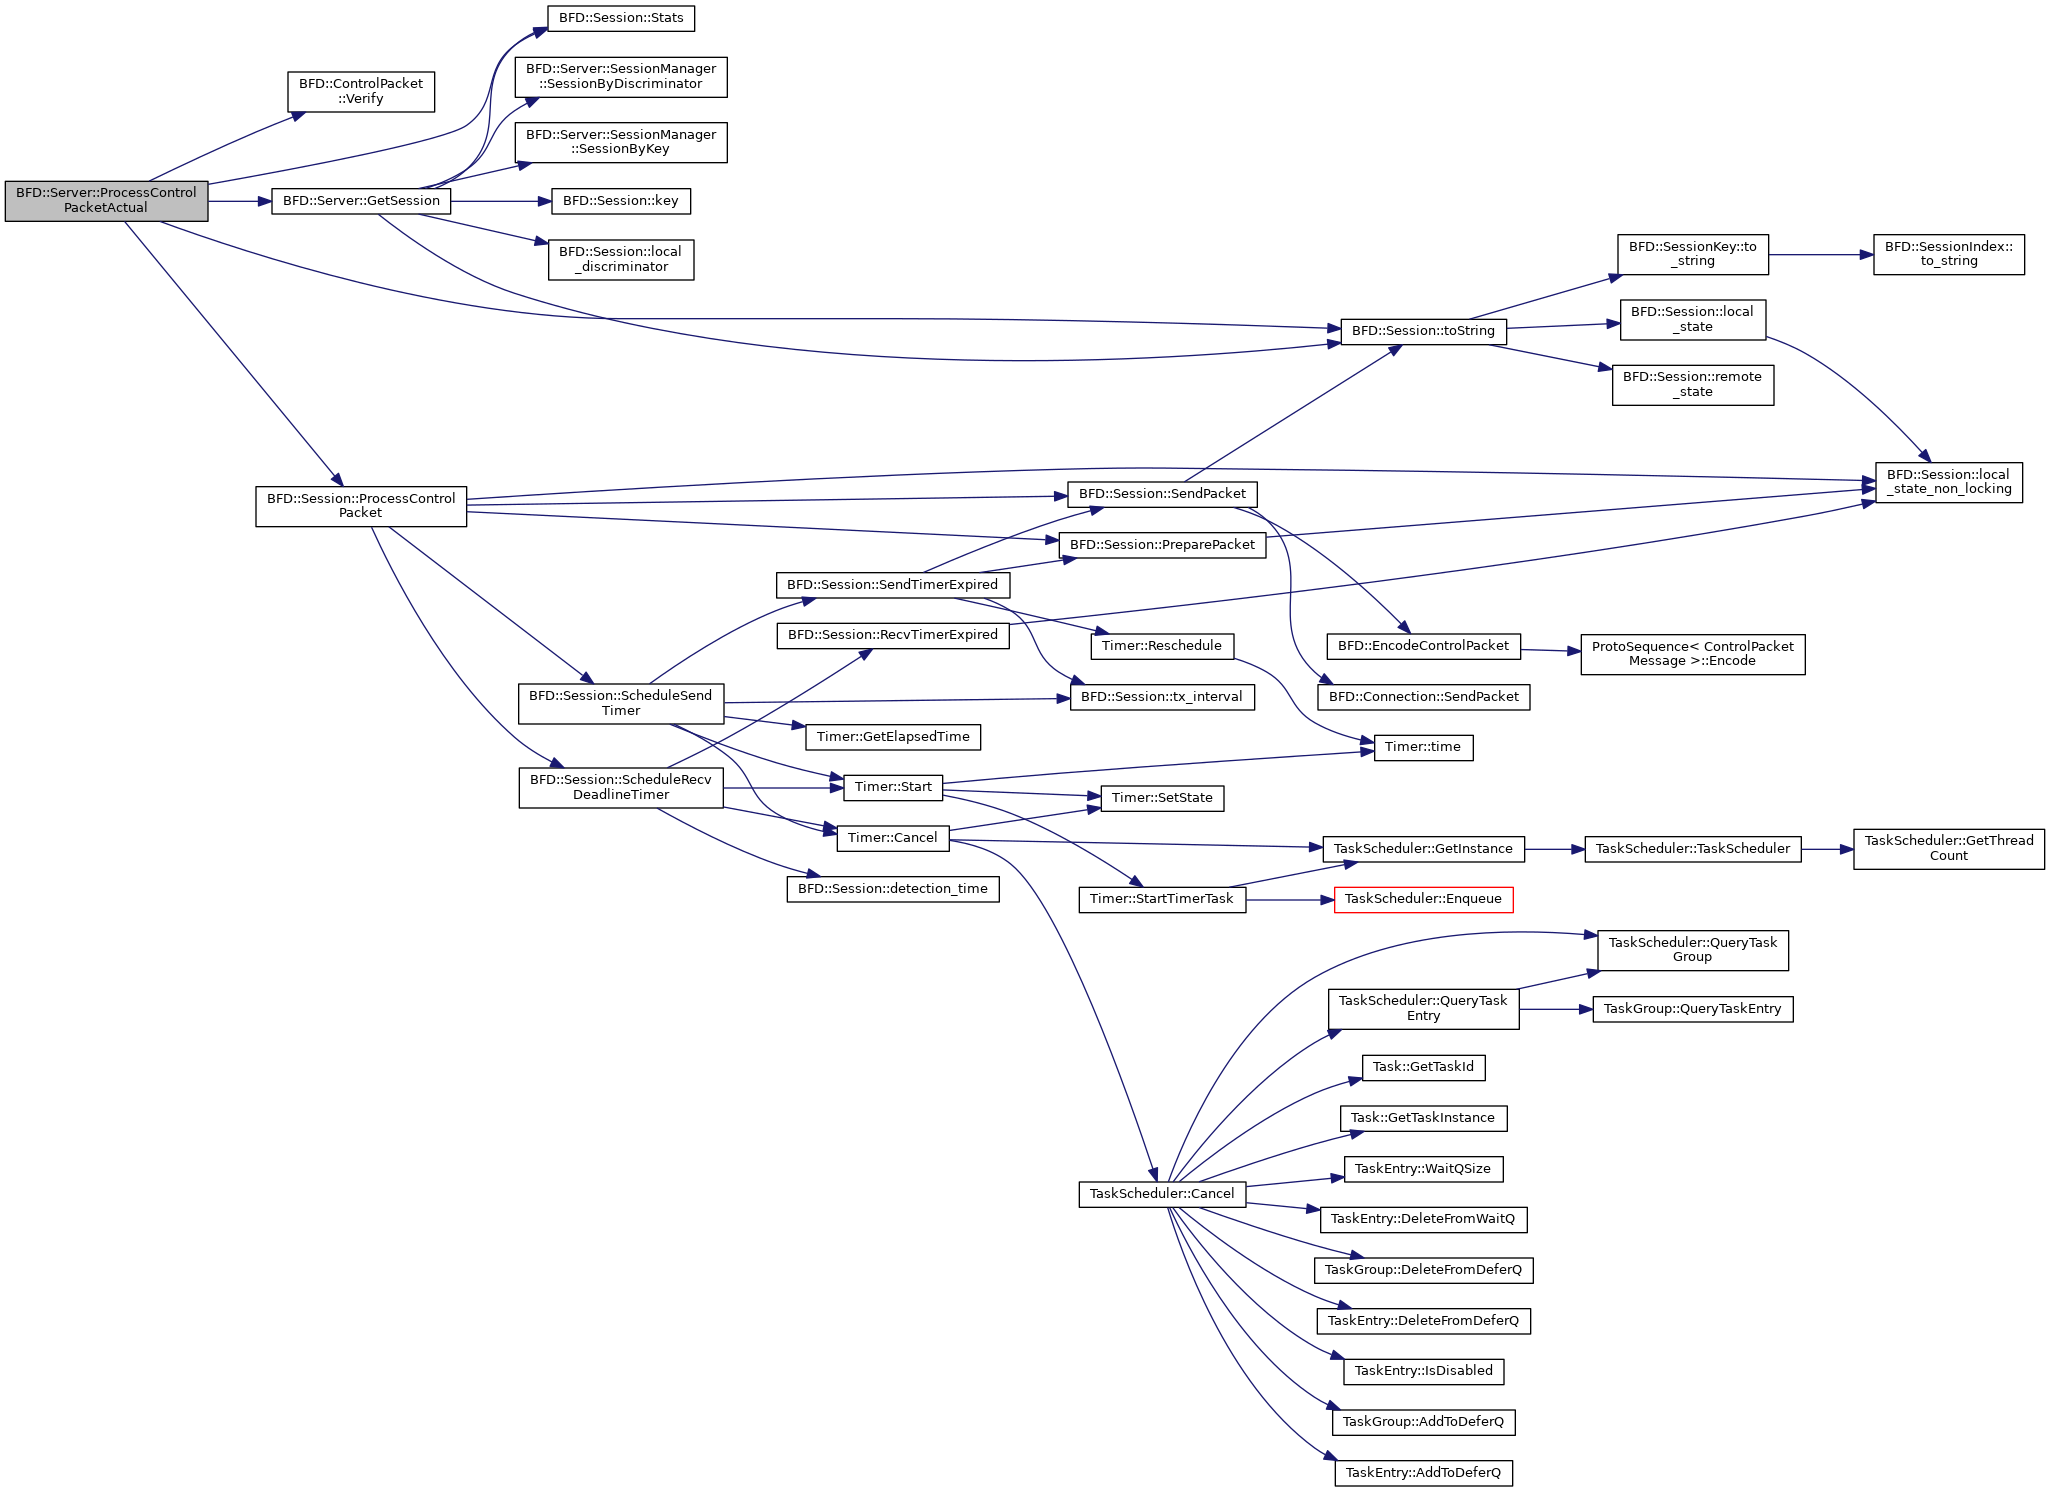 BFD::Server::ProcessControl
PacketActual
BFD::ControlPacket
::Verify
BFD::Server::GetSession
BFD::Session::ProcessControl
Packet
BFD::Session::Stats
BFD::Server::SessionManager
::SessionByDiscriminator
BFD::Server::SessionManager
::SessionByKey
BFD::Session::key
BFD::Session::local
_discriminator
BFD::Session::ScheduleSend
Timer
BFD::Session::ScheduleRecv
DeadlineTimer
BFD::Session::SendTimerExpired
BFD::Session::RecvTimerExpired
Timer::GetElapsedTime
Timer::Start
Timer::Cancel
BFD::Session::detection_time
BFD::Session::SendPacket
BFD::Session::PreparePacket
Timer::Reschedule
BFD::Session::tx_interval
Timer::SetState
Timer::StartTimerTask
TaskScheduler::Cancel
BFD::Session::toString
BFD::EncodeControlPacket
BFD::Connection::SendPacket
Timer::time
TaskScheduler::GetInstance
TaskScheduler::Enqueue
TaskScheduler::QueryTask
Entry
Task::GetTaskId
Task::GetTaskInstance
TaskEntry::WaitQSize
TaskEntry::DeleteFromWaitQ
TaskGroup::DeleteFromDeferQ
TaskEntry::DeleteFromDeferQ
TaskEntry::IsDisabled
TaskGroup::AddToDeferQ
TaskEntry::AddToDeferQ
BFD::SessionKey::to
_string
BFD::Session::local
_state
BFD::Session::remote
_state
ProtoSequence< ControlPacket
Message >::Encode
TaskScheduler::TaskScheduler
TaskScheduler::QueryTask
Group
TaskGroup::QueryTaskEntry
BFD::SessionIndex::
to_string
BFD::Session::local
_state_non_locking
TaskScheduler::GetThread
Count